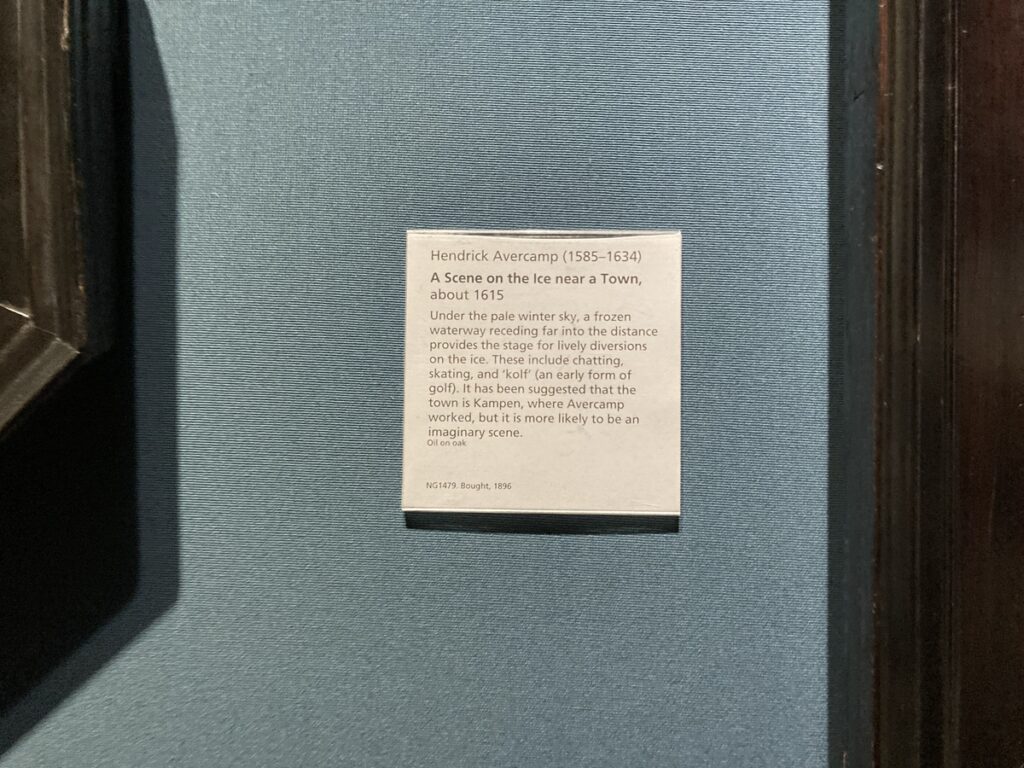 Hendrick Avercamp (1585–1634)
A Scene on the Ice near a Town,
about 1615
Under the pale winter sky, a frozen
waterway receding far into the distance
provides the stage for lively diversions
on the ice. These include chatting,
skating, and ‘kolf’ (an early form of
golf). It has been suggested that the
town is Kampen, where Avercamp
worked, but it is more likely to be an
imaginary scene.
Oil on oak
NG1479. Bought, 1896